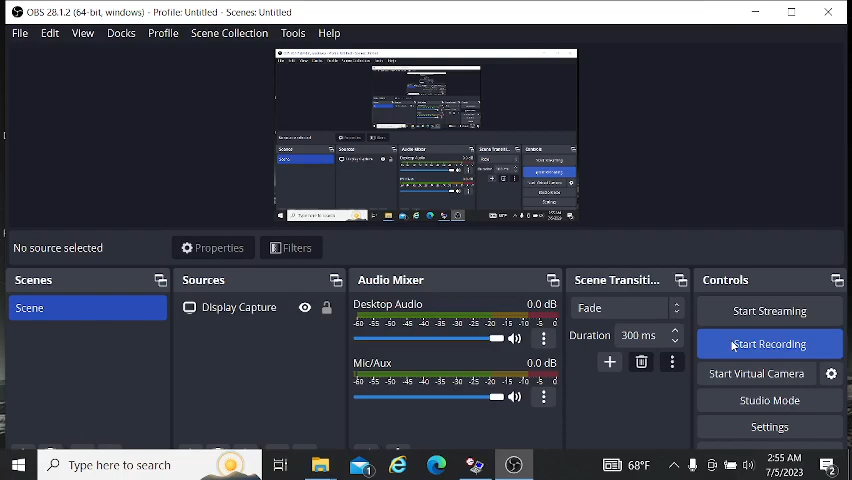 OBS 28.1.2 (64-bit, windows) - Profile: Untitled - Scenes: Untitled
File Edit View Docks Profile Scene Collection Tools Help
No source selected Properties Filters
Scenes Sources Audio Mixer Scene Transiti... Controls
Scene
Display Capture
Desktop Audio 0.0 dB
-60 -55 -50 -45 -40 -35 -30 -25 -20 -15 -10 -5 0
Mic/Aux 0.0 dB
-60 -55 -50 -45 -40 -35 -30 -25 -20 -15 -10 -5 0
Fade
Duration 300 ms
Start Streaming
Start Recording
Start Virtual Camera
Studio Mode
Settings
Type here to search
1
68°F
2:55 AM
7/5/2023
2